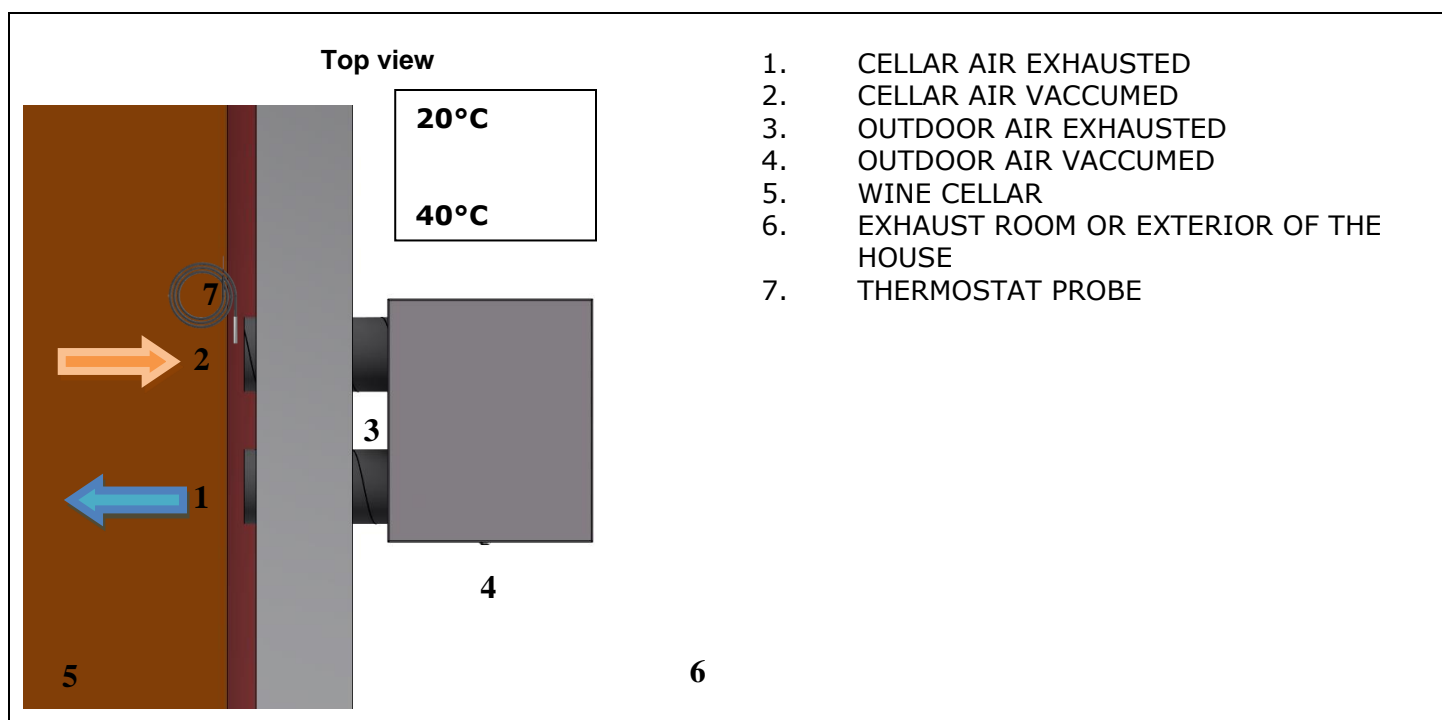 Top view
20°C
40°C
7
2
3
1
4
5
6
1. CELLAR AIR EXHAUSTED
2. CELLAR AIR VACCUMED
3. OUTDOOR AIR EXHAUSTED
4. OUTDOOR AIR VACCUMED
5. WINE CELLAR
6. EXHAUST ROOM OR EXTERIOR OF THE
HOUSE
7. THERMOSTAT PROBE